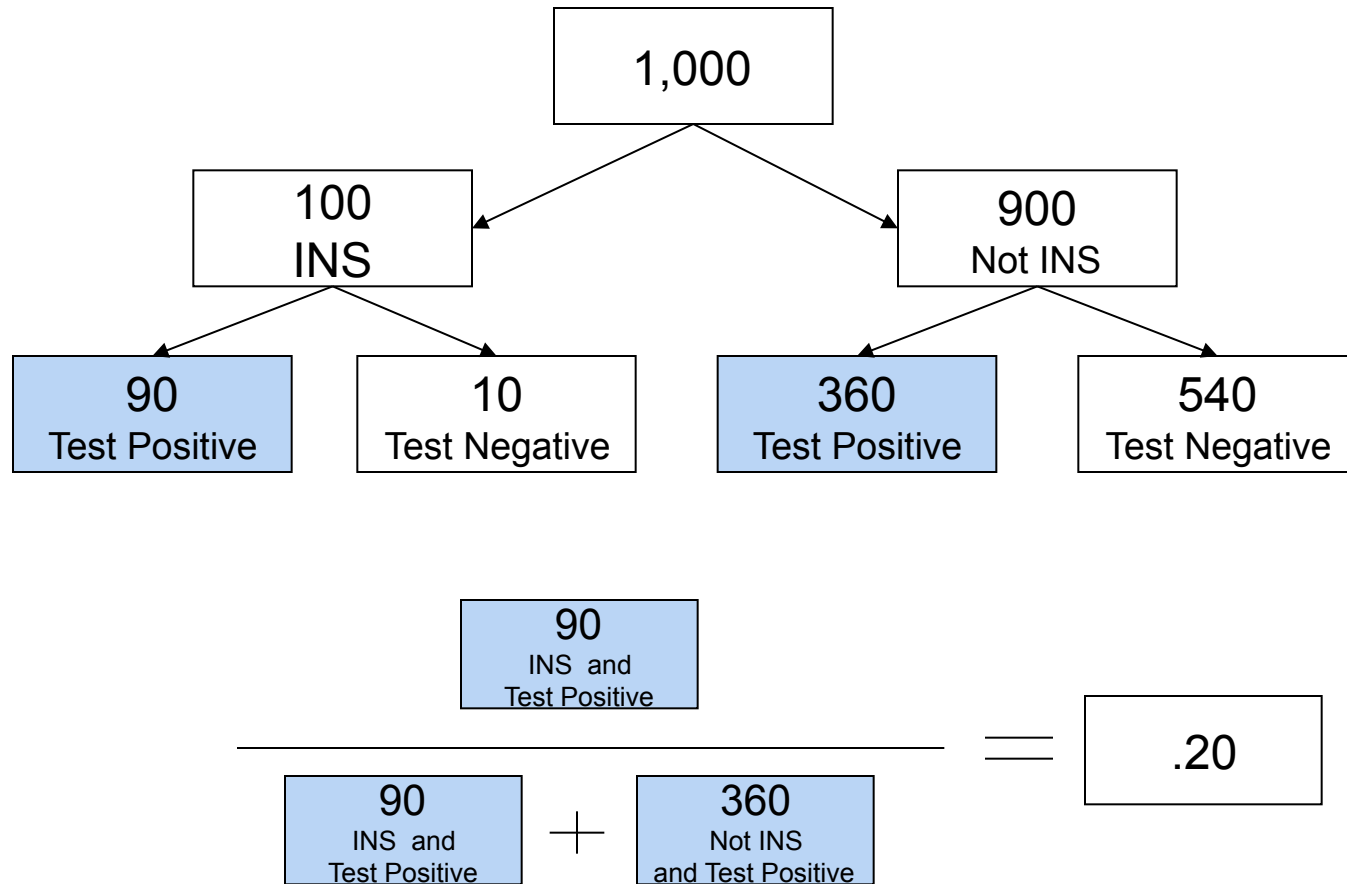 1,000
100
INS
900
Not INS
90
Test Positive
10
Test Negative
360
Test Positive
540
Test Negative
90
INS and
Test Positive
90
INS and
Test Positive
+
360
Not INS
and Test Positive
=
.20